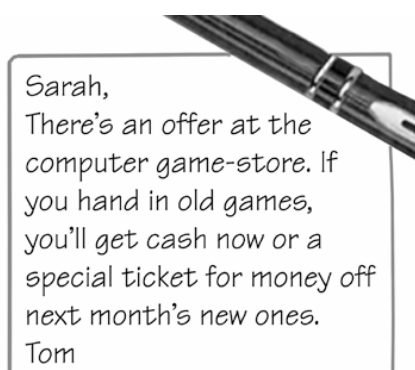 Sarah,
There's an offer at the
computer game-store. If
you hand in old games,
you'll get cash now or a
special ticket for money off
next month's new ones.
Tom